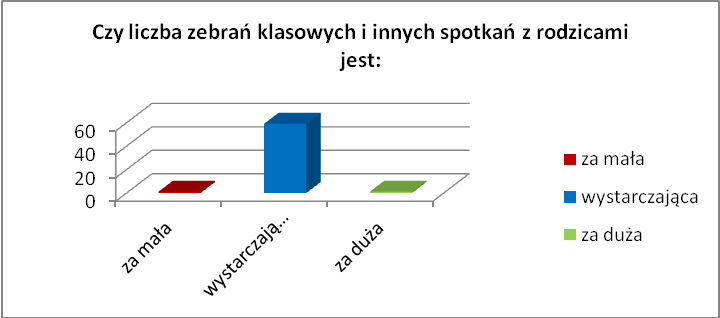 Czy liczba zebrań klasowych i innych spotkań z rodzicami
jest:
60
40
20
0
za mała
wystarczają...
za duża
za mała
wystarczająca
za duża